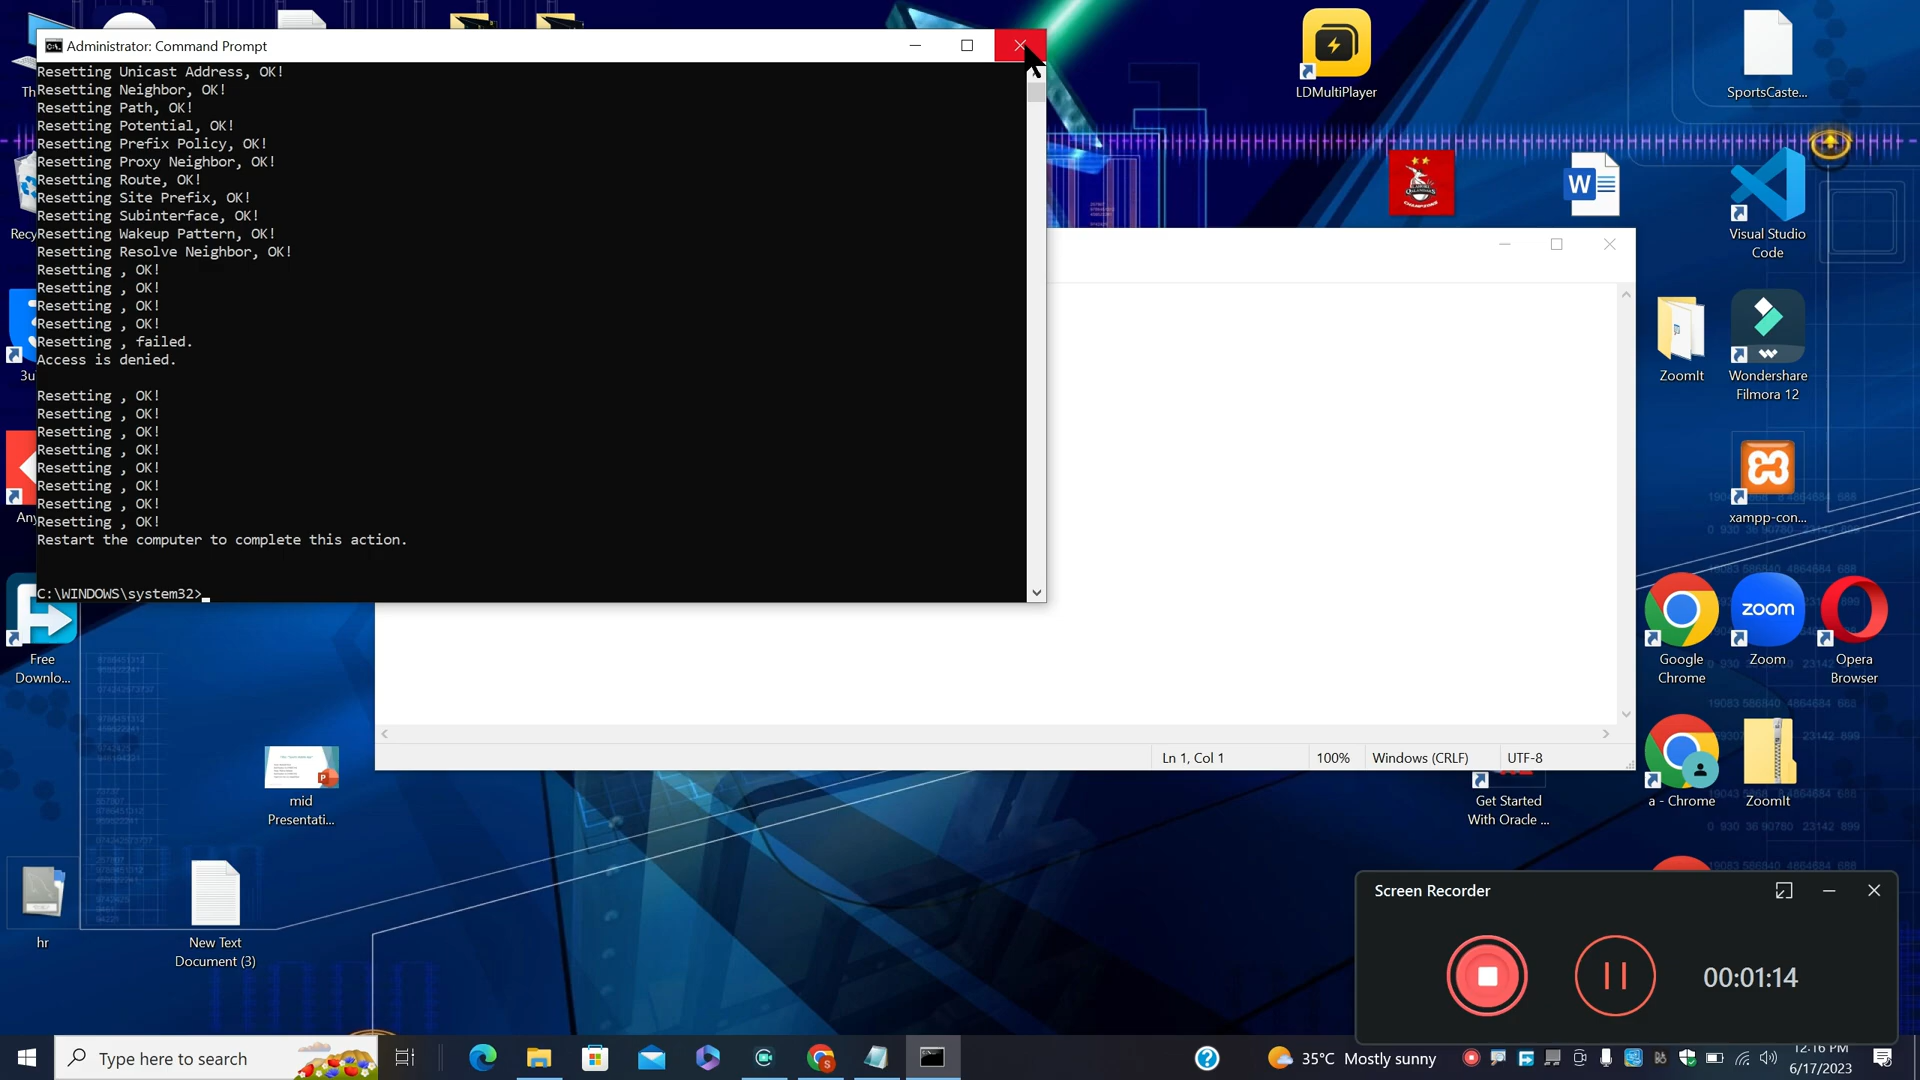 Administrator: Command Prompt
Resetting Unicast Address, OK!
Resetting Neighbor, OK!
Resetting Path, OK!
Resetting Potential, OK!
Resetting Prefix Policy, OK!
Resetting Proxy Neighbor, OK!
Resetting Route, OK!
Resetting Site Prefix, OK!
Resetting Subinterface, OK!
Resetting Wakeup Pattern, OK!
Resetting Resolve Neighbor, OK!
Resetting , OK!
Resetting , OK!
Resetting , OK!
Resetting , OK!
Resetting , failed.
Access is denied.
Resetting , OK!
Resetting , OK!
Resetting , OK!
Resetting , OK!
Resetting , OK!
Resetting , OK!
Resetting , OK!
Resetting , OK!
Restart the computer to complete this action.
C:\WINDOWS\system32>
LDMultiPlayer
SportsCaste...
Visual Studio
Code
ZoomIt
Wondershare
Filmora 12
xampp-con...
Google
Chrome
zoom
Zoom
Opera
Browser
a - Chrome
ZoomIt
Get Started
With Oracle ...
Ln 1, Col 1
100%
Windows (CRLF)
UTF-8
Free
Downlo...
mid
Presentati...
hr
New Text
Document (3)
Screen Recorder
00:01:14
Type here to search
35°C Mostly sunny
12:16 PM
6/17/2023